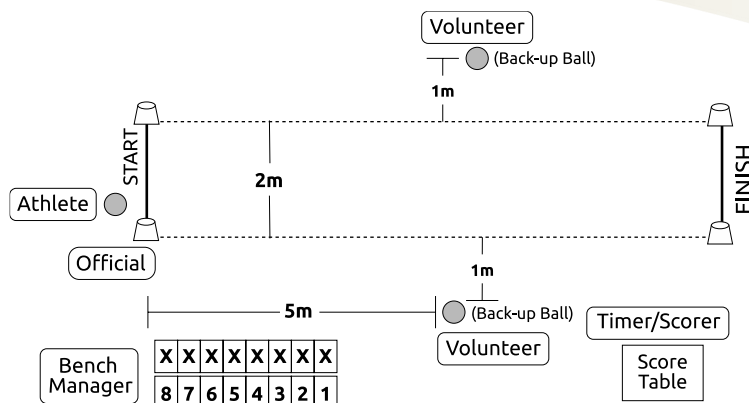 Volunteer
(Back-up Ball)
1m
START
2m
FINISH
Athlete
Official
1m
5m
(Back-up Ball)
Volunteer
Timer/Scorer
Score
Table
Bench
Manager
X X X X X X X X
8 7 6 5 4 3 2 1